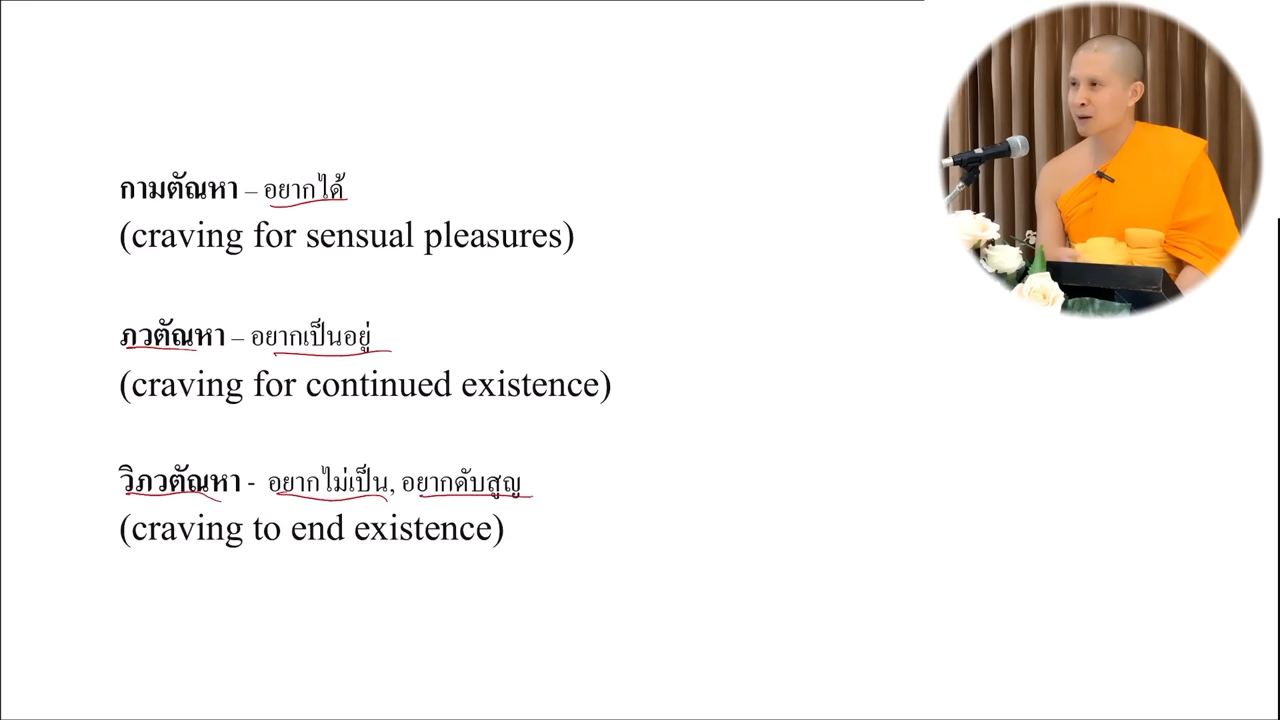 กามตัณหา – อยากได้
(craving for sensual pleasures)
ภวตัณหา – อยากเป็นอยู่
(craving for continued existence)
วิภวตัณหา - อยากไม่เป็น, อยากดับสูญ
(craving to end existence)